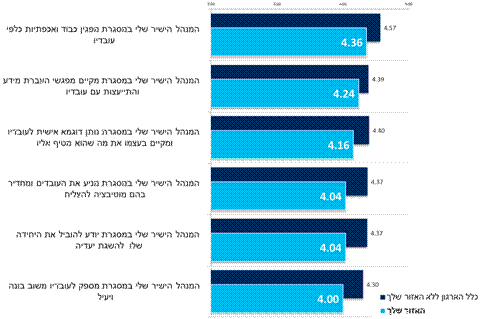 המנהל הישיר שלי במסגרת מפגין כבוד ואכפתיות כלפי
עובדיו
4.57
4.36
המנהל הישיר שלי במסגרת מקיים מפגשי העברת מידע
והתייעצות עם עובדיו
4.39
4.24
המנהל הישיר שלי במסגרת נותן דוגמא אישית לעובדיו
ומקיים בעצמו את מה שהוא מטיף אליו
4.40
4.16
המנהל הישיר שלי במסגרת מניע את העובדים ומחדיר
בהם מוטיבציה להצליח
4.37
4.04
המנהל הישיר שלי במסגרת יודע להוביל את היחידה
שלו להשגת יעדיה
4.37
4.04
המנהל הישיר שלי במסגרת מספק לעובדיו משוב בונה
ויעיל
4.30
4.00
כלל הארגון ללא האזור שלך
האזור שלך